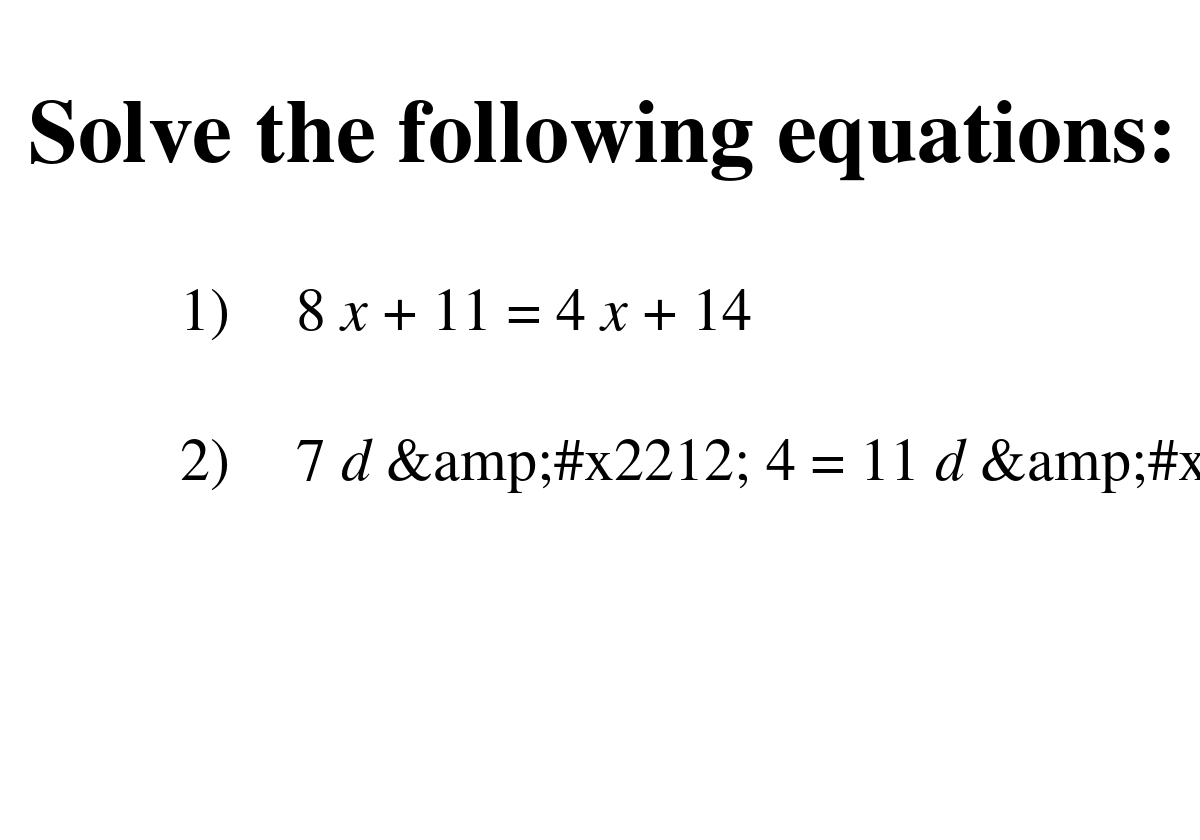 Solve the following equations:
1) 8 x + 11 = 4 x + 14
2) 7 d &amp;#x2212; 4 = 11 d &amp;#x